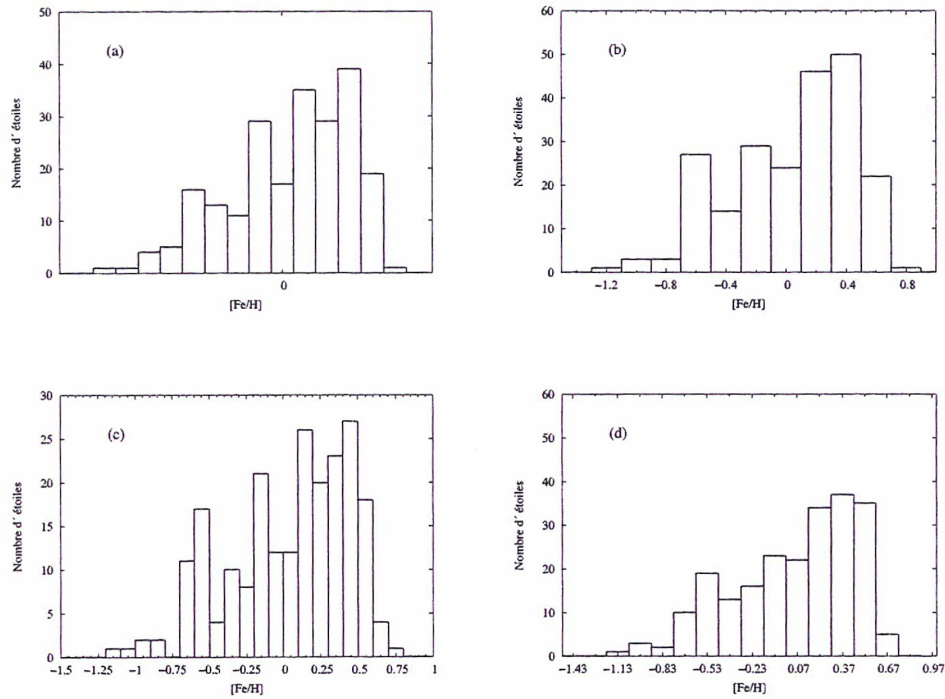 50
40
30
20
10
0
Nombre d´ étoiles
(a)
0
[Fe/H]
60
50
40
30
20
10
0
Nombre d´ étoiles
(b)
−1.2 −0.8 −0.4 0 0.4 0.8
[Fe/H]
30
25
20
15
10
5
0
Nombre d´ étoiles
(c)
−1.5 −1.25 −1 −0.75 −0.5 −0.25 0 0.25 0.5 0.75 1
[Fe/H]
60
50
40
30
20
10
0
Nombre d´ étoiles
(d)
−1.43 −1.13 −0.83 −0.53 −0.23 0.07 0.37 0.67 0.97
[Fe/H]